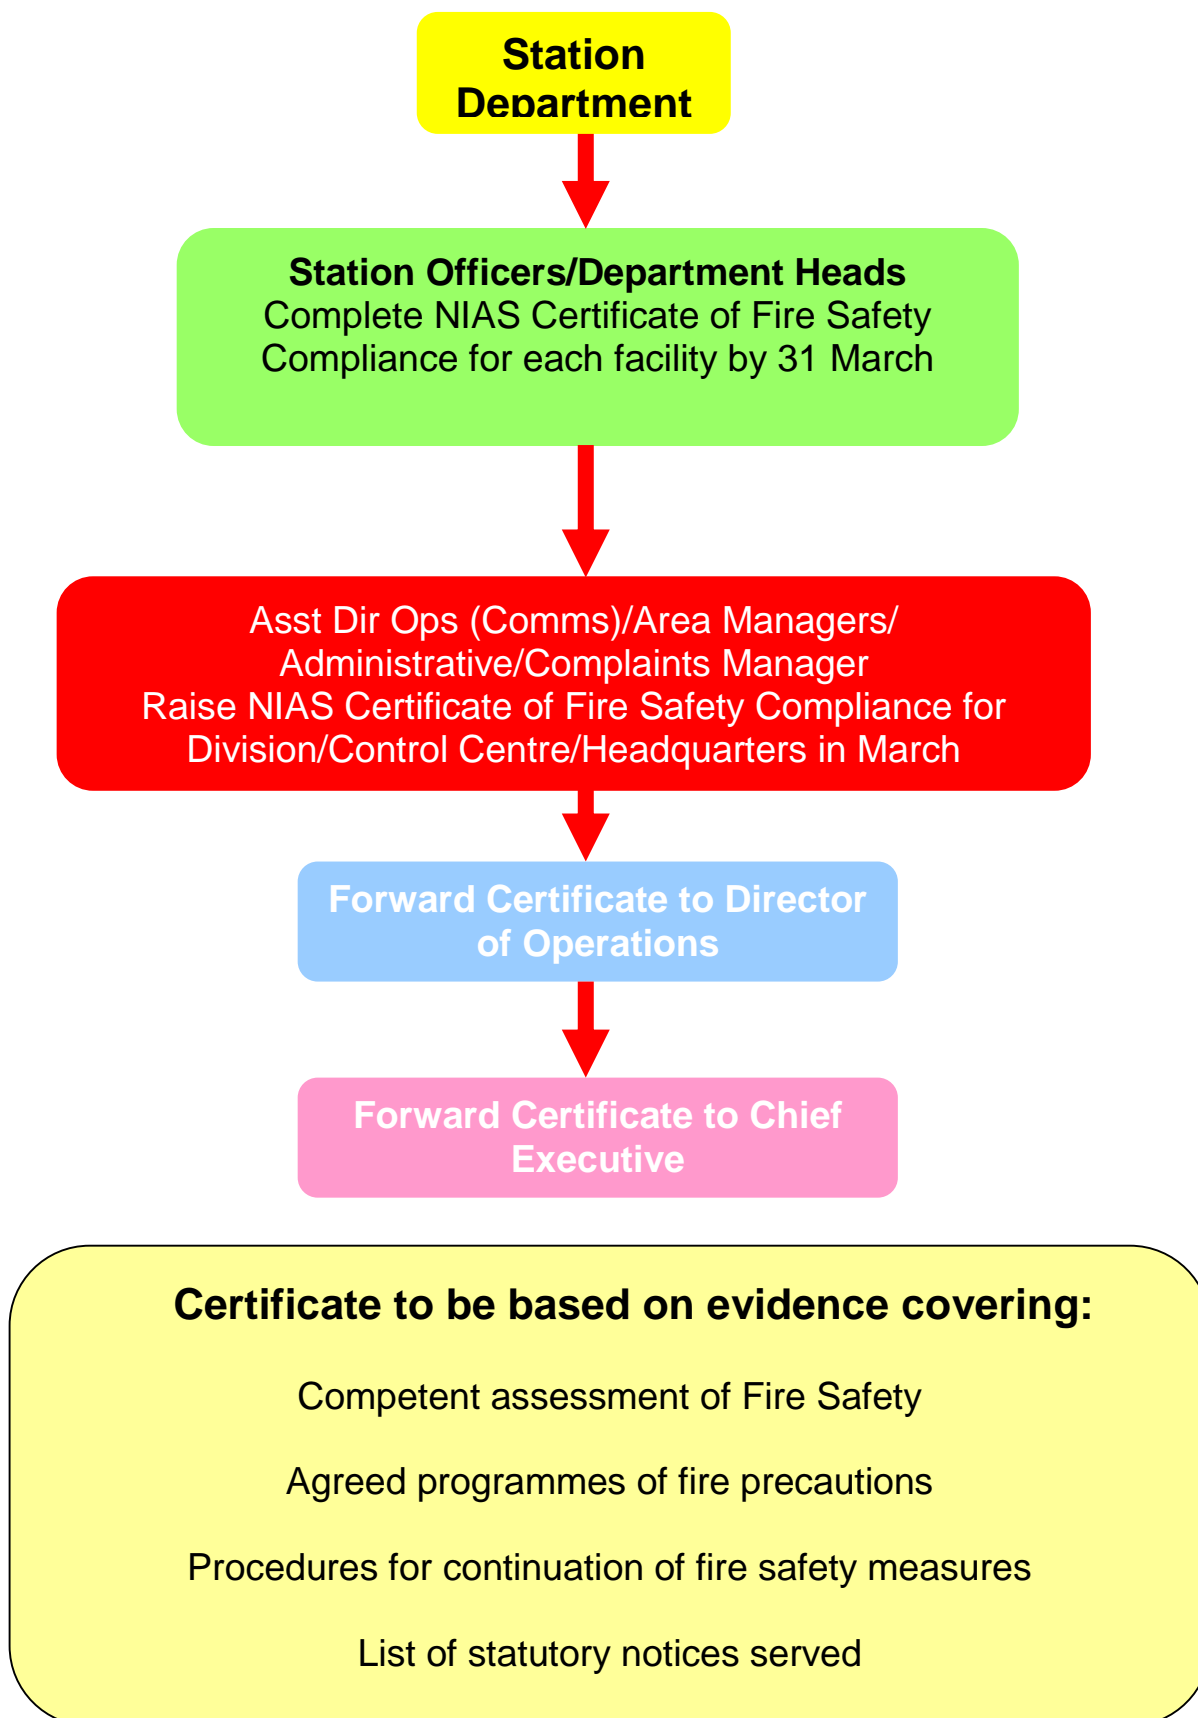 Station
Department
Station Officers/Department Heads
Complete NIAS Certificate of Fire Safety
Compliance for each facility by 31 March
Asst Dir Ops (Comms)/Area Managers/
Administrative/Complaints Manager
Raise NIAS Certificate of Fire Safety Compliance for
Division/Control Centre/Headquarters in March
Forward Certificate to Director
of Operations
Forward Certificate to Chief
Executive
Certificate to be based on evidence covering:
Competent assessment of Fire Safety
Agreed programmes of fire precautions
Procedures for continuation of fire safety measures
List of statutory notices served